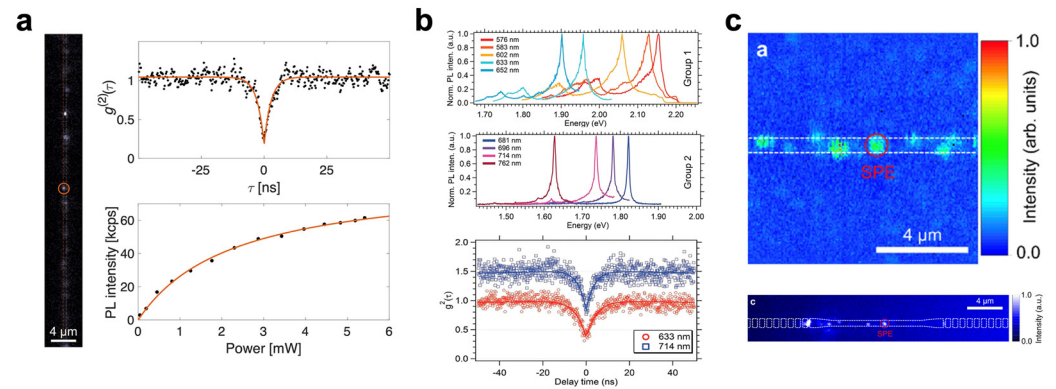 a
4 µm
g(2)(τ)
1
0.5
0
-25 0 25
τ [ns]
PL intensity [kcps]
60
40
20
0
0 1 2 3 4 5 6
Power [mW]
b
Norm. PL inten. (a.u.)
1.0
0.8
0.6
0.4
0.2
0.0
576 nm
583 nm
602 nm
633 nm
652 nm
Group 1
1.70 1.80 1.90 2.00 2.10 2.20
Energy (eV)
Norm. PL inten. (a.u.)
1.0
0.8
0.6
0.4
0.2
0.0
681 nm
696 nm
714 nm
762 nm
Group 2
1.50 1.60 1.70 1.80 1.90 2.00
Energy (eV)
g2(τ)
2.0
1.5
1.0
0.5
0.0
633 nm
714 nm
-40 -20 0 20 40
Delay time (ns)
c
a
SPE
4 µm
1.0
0.0
Intensity (arb. units)
c
SPE
4 µm
1.0
0.0
Intensity (a.u.)